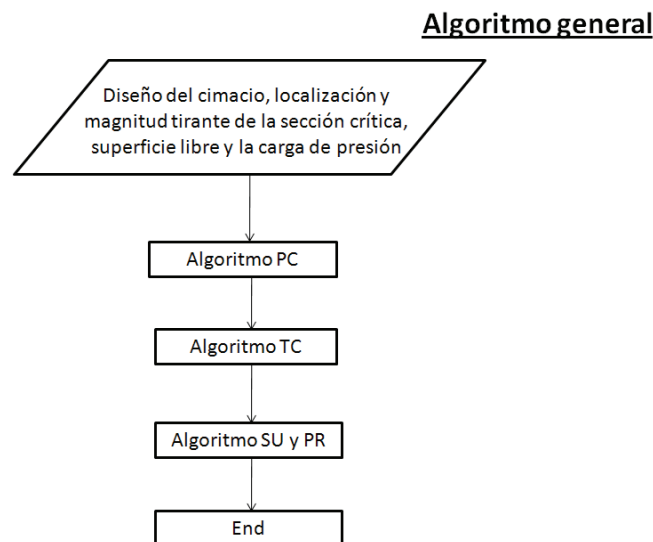 Algoritmo general
Diseño del cimacio, localización y
magnitud tirante de la sección crítica,
superficie libre y la carga de presión
Algoritmo PC
Algoritmo TC
Algoritmo SU y PR
End